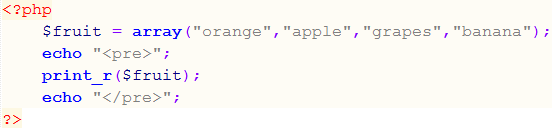 <?php
$fruit = array("orange","apple","grapes","banana");
echo "<pre>";
print_r($fruit);
echo "</pre>";
?>